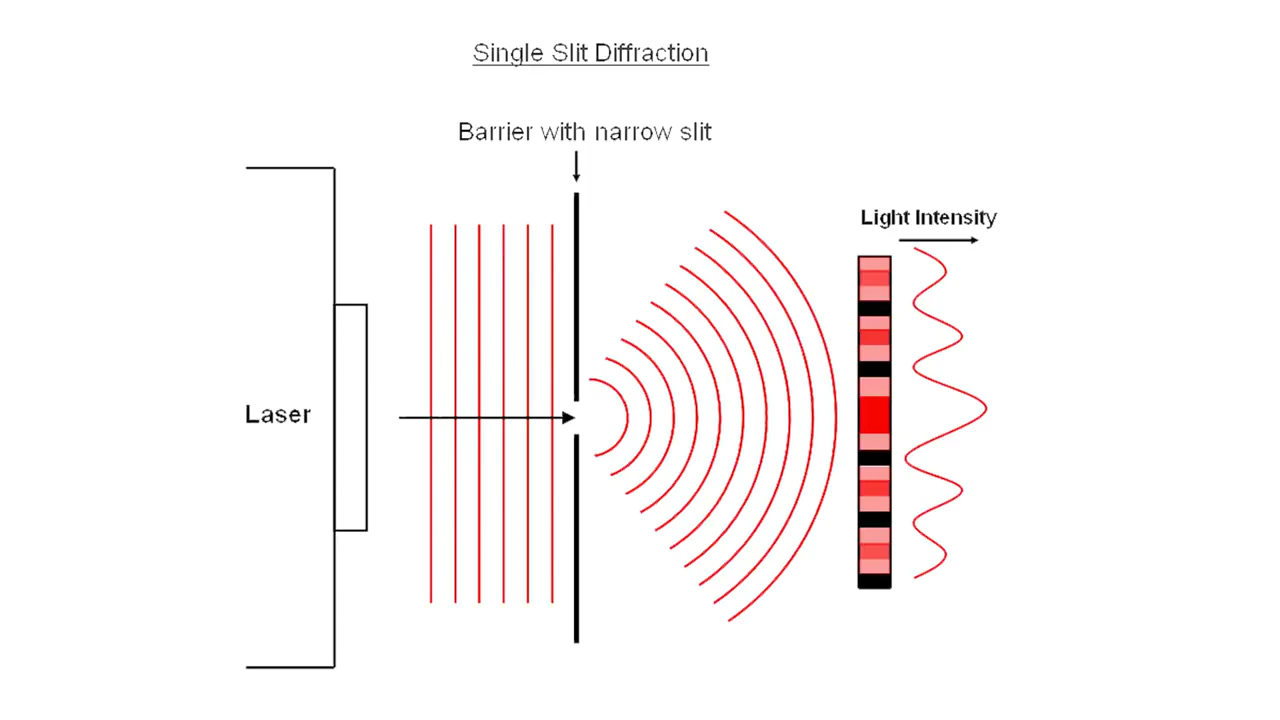 Single Slit Diffraction
Barrier with narrow slit
Light Intensity
Laser